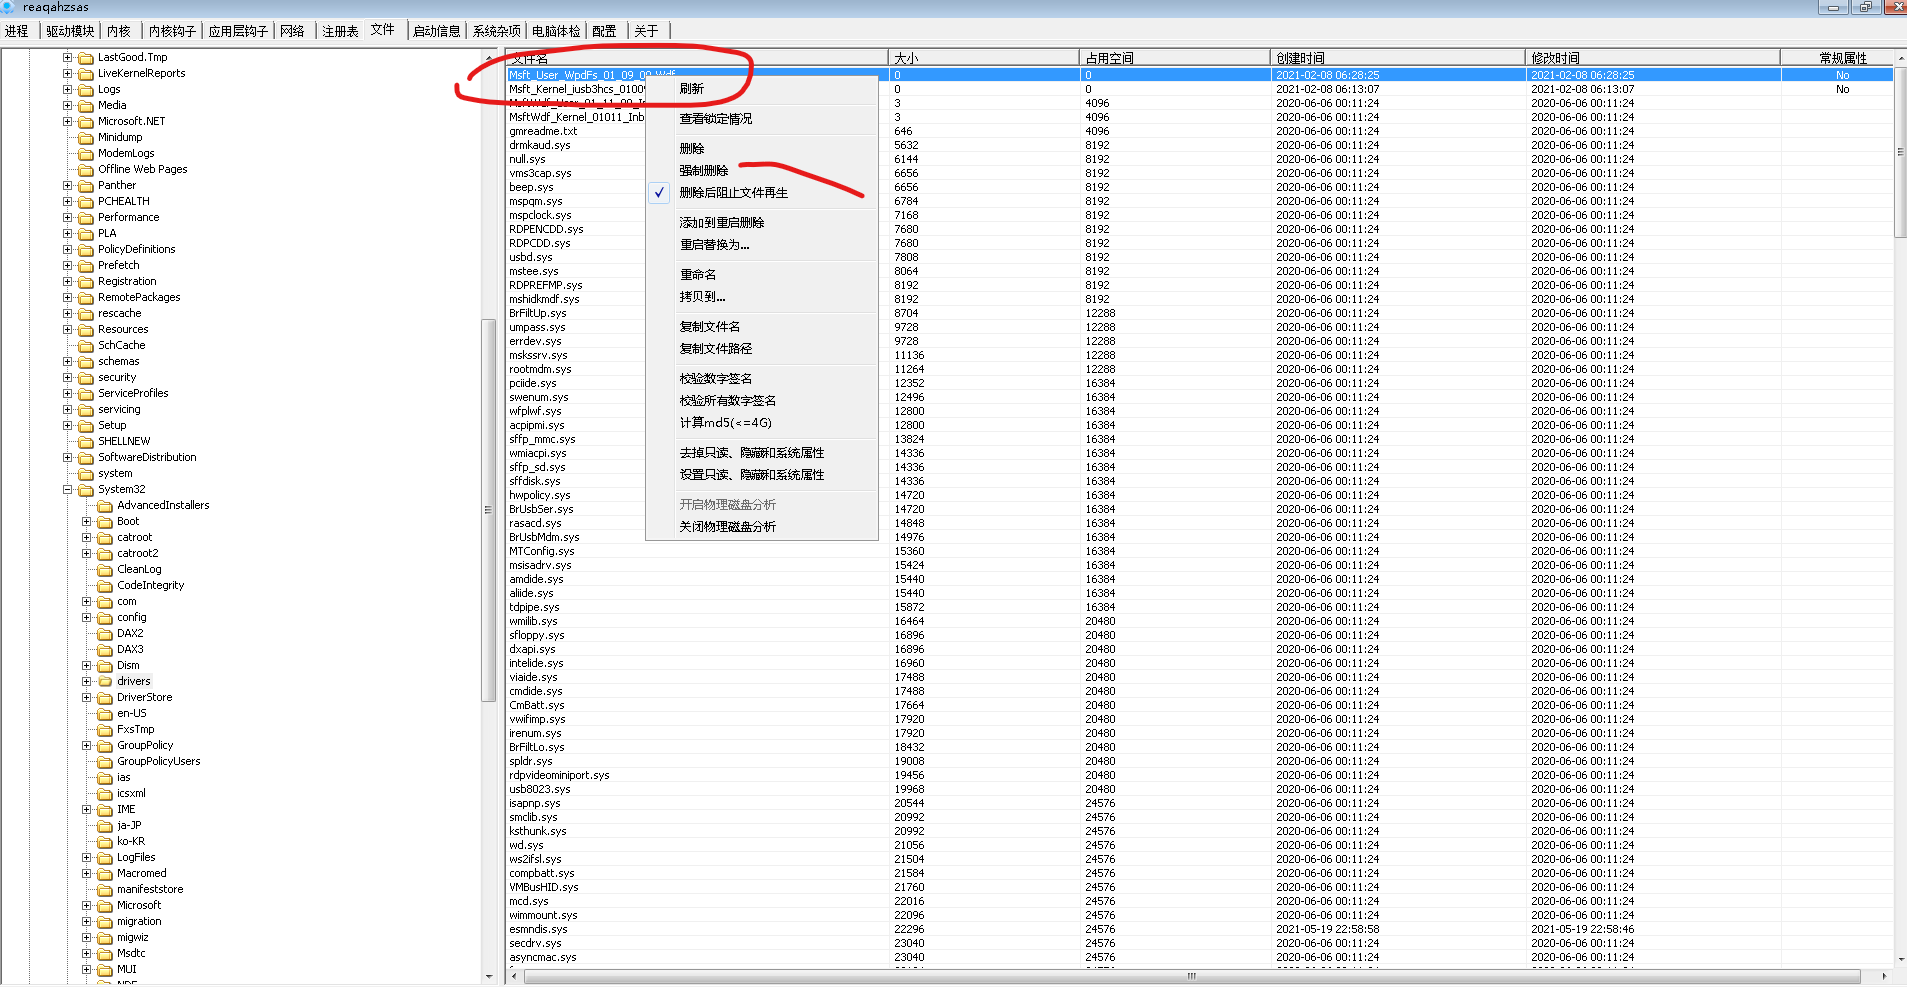 reaqahzsas
进程 驱动模块 内核 内核钩子 应用层钩子 网络 注册表 文件 启动信息 系统杂项 电脑体检 配置 关于
LastGood.Tmp
LiveKernelReports
Logs
Media
Microsoft.NET
Minidump
ModemLogs
Offline Web Pages
Panther
PCHEALTH
Performance
PLA
PolicyDefinitions
Prefetch
Registration
RemotePackages
rescache
Resources
SchCache
schemas
security
ServiceProfiles
servicing
Setup
SHELLNEW
SoftwareDistribution
system
System32
AdvancedInstallers
Boot
catroot
catroot2
CleanLog
CodeIntegrity
com
config
DAX2
DAX3
Dism
drivers
DriverStore
en-US
FxsTmp
GroupPolicy
GroupPolicyUsers
ias
icsxml
IME
ja-JP
ko-KR
LogFiles
Macromed
manifeststore
Microsoft
migration
migwiz
Msdtc
MUI
文件名 大小 占用空间 创建时间 修改时间 常规属性
Msft_User_WpdFs_01_09_00.Wdf 0 0 2021-02-08 06:28:25 2021-02-08 06:28:25 No
Msft_Kernel_iusb3hcs_0100 0 0 2021-02-08 06:13:07 2021-02-08 06:13:07 No
MsftWdf_User_01_11_00_In 3 4096 2020-06-06 00:11:24 2020-06-06 00:11:24
MsftWdf_Kernel_01011_Inb 3 4096 2020-06-06 00:11:24 2020-06-06 00:11:24
gmreadme.txt 646 4096 2020-06-06 00:11:24 2020-06-06 00:11:24
drmkaud.sys 5632 8192 2020-06-06 00:11:24 2020-06-06 00:11:24
null.sys 6144 8192 2020-06-06 00:11:24 2020-06-06 00:11:24
vms3cap.sys 6656 8192 2020-06-06 00:11:24 2020-06-06 00:11:24
beep.sys 6656 8192 2020-06-06 00:11:24 2020-06-06 00:11:24
mspqm.sys 6784 8192 2020-06-06 00:11:24 2020-06-06 00:11:24
mspclock.sys 7168 8192 2020-06-06 00:11:24 2020-06-06 00:11:24
RDPENCDD.sys 7680 8192 2020-06-06 00:11:24 2020-06-06 00:11:24
RDPCDD.sys 7680 8192 2020-06-06 00:11:24 2020-06-06 00:11:24
usbd.sys 7808 8192 2020-06-06 00:11:24 2020-06-06 00:11:24
mstee.sys 8064 8192 2020-06-06 00:11:24 2020-06-06 00:11:24
RDPREFMP.sys 8192 8192 2020-06-06 00:11:24 2020-06-06 00:11:24
mshidkmdf.sys 8192 8192 2020-06-06 00:11:24 2020-06-06 00:11:24
BrFiltUp.sys 8704 12288 2020-06-06 00:11:24 2020-06-06 00:11:24
umpass.sys 9728 12288 2020-06-06 00:11:24 2020-06-06 00:11:24
errdev.sys 9728 12288 2020-06-06 00:11:24 2020-06-06 00:11:24
mskssrv.sys 11136 12288 2020-06-06 00:11:24 2020-06-06 00:11:24
rootmdm.sys 11264 12288 2020-06-06 00:11:24 2020-06-06 00:11:24
pciide.sys 12352 16384 2020-06-06 00:11:24 2020-06-06 00:11:24
swenum.sys 12496 16384 2020-06-06 00:11:24 2020-06-06 00:11:24
wfplwf.sys 12800 16384 2020-06-06 00:11:24 2020-06-06 00:11:24
acpipmi.sys 12800 16384 2020-06-06 00:11:24 2020-06-06 00:11:24
sffp_mmc.sys 13824 16384 2020-06-06 00:11:24 2020-06-06 00:11:24
wmiacpi.sys 14336 16384 2020-06-06 00:11:24 2020-06-06 00:11:24
sffp_sd.sys 14336 16384 2020-06-06 00:11:24 2020-06-06 00:11:24
sffdisk.sys 14336 16384 2020-06-06 00:11:24 2020-06-06 00:11:24
hwpolicy.sys 14720 16384 2020-06-06 00:11:24 2020-06-06 00:11:24
BrUsbSer.sys 14720 16384 2020-06-06 00:11:24 2020-06-06 00:11:24
rasacd.sys 14848 16384 2020-06-06 00:11:24 2020-06-06 00:11:24
BrUsbMdm.sys 14976 16384 2020-06-06 00:11:24 2020-06-06 00:11:24
MTConfig.sys 15360 16384 2020-06-06 00:11:24 2020-06-06 00:11:24
msisadrv.sys 15424 16384 2020-06-06 00:11:24 2020-06-06 00:11:24
amdide.sys 15440 16384 2020-06-06 00:11:24 2020-06-06 00:11:24
aliide.sys 15440 16384 2020-06-06 00:11:24 2020-06-06 00:11:24
tdpipe.sys 15872 16384 2020-06-06 00:11:24 2020-06-06 00:11:24
wmilib.sys 16464 20480 2020-06-06 00:11:24 2020-06-06 00:11:24
sfloppy.sys 16896 20480 2020-06-06 00:11:24 2020-06-06 00:11:24
dxapi.sys 16896 20480 2020-06-06 00:11:24 2020-06-06 00:11:24
intelide.sys 16960 20480 2020-06-06 00:11:24 2020-06-06 00:11:24
viaide.sys 17488 20480 2020-06-06 00:11:24 2020-06-06 00:11:24
cmdide.sys 17488 20480 2020-06-06 00:11:24 2020-06-06 00:11:24
CmBatt.sys 17664 20480 2020-06-06 00:11:24 2020-06-06 00:11:24
vwifimp.sys 17920 20480 2020-06-06 00:11:24 2020-06-06 00:11:24
irenum.sys 17920 20480 2020-06-06 00:11:24 2020-06-06 00:11:24
BrFiltLo.sys 18432 20480 2020-06-06 00:11:24 2020-06-06 00:11:24
spldr.sys 19008 20480 2020-06-06 00:11:24 2020-06-06 00:11:24
rdpvideominiport.sys 19456 20480 2020-06-06 00:11:24 2020-06-06 00:11:24
usb8023.sys 19968 20480 2020-06-06 00:11:24 2020-06-06 00:11:24
isapnp.sys 20544 24576 2020-06-06 00:11:24 2020-06-06 00:11:24
smclib.sys 20992 24576 2020-06-06 00:11:24 2020-06-06 00:11:24
ksthunk.sys 20992 24576 2020-06-06 00:11:24 2020-06-06 00:11:24
wd.sys 21056 24576 2020-06-06 00:11:24 2020-06-06 00:11:24
ws2ifsl.sys 21504 24576 2020-06-06 00:11:24 2020-06-06 00:11:24
compbatt.sys 21584 24576 2020-06-06 00:11:24 2020-06-06 00:11:24
VMBusHID.sys 21760 24576 2020-06-06 00:11:24 2020-06-06 00:11:24
mcd.sys 22016 24576 2020-06-06 00:11:24 2020-06-06 00:11:24
wimmount.sys 22096 24576 2020-06-06 00:11:24 2020-06-06 00:11:24
esmndis.sys 22296 24576 2021-05-19 22:58:58 2021-05-19 22:58:46
secdrv.sys 23040 24576 2020-06-06 00:11:24 2020-06-06 00:11:24
asyncmac.sys 23040 24576 2020-06-06 00:11:24 2020-06-06 00:11:24
刷新
查看锁定情况
删除
强制删除
删除后阻止文件再生
添加到重启删除
重启替换为...
重命名
拷贝到...
复制文件名
复制文件路径
校验数字签名
校验所有数字签名
计算md5(<=4G)
去掉只读、隐藏和系统属性
设置只读、隐藏和系统属性
开启物理磁盘分析
关闭物理磁盘分析